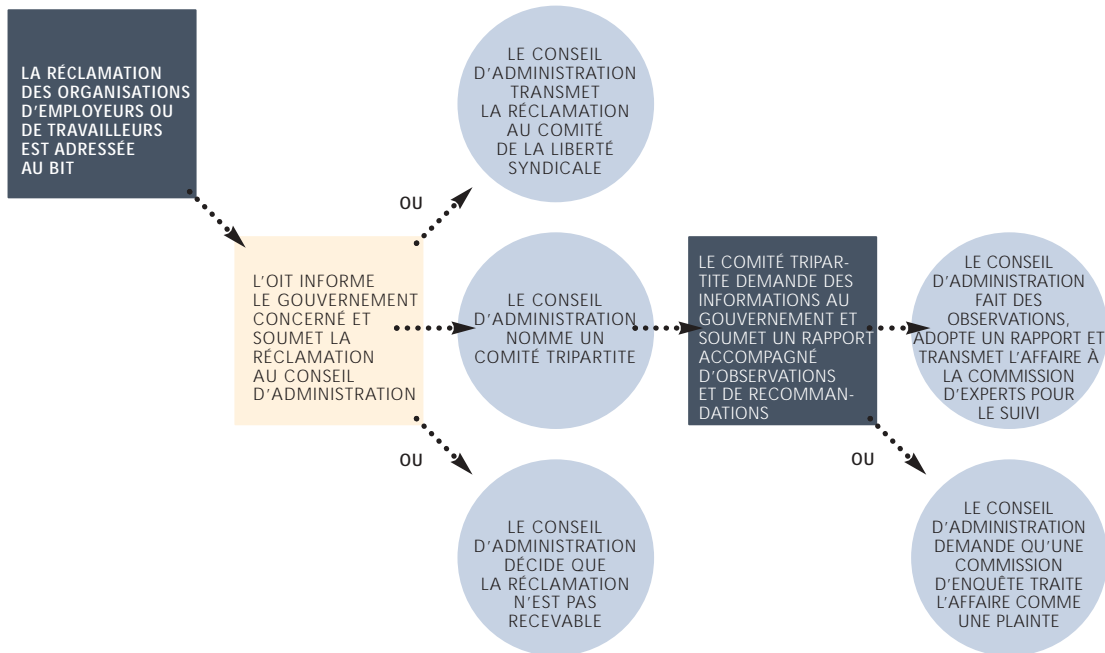 LA RÉCLAMATION
DES ORGANISATIONS
D'EMPLOYEURS OU
DE TRAVAILLEURS
EST ADRESSÉE
AU BIT
L'OIT INFORME
LE GOUVERNEMENT
CONCERNÉ ET
SOUMET LA
RÉCLAMATION
AU CONSEIL
D'ADMINISTRATION
OU
LE CONSEIL
D'ADMINISTRATION
TRANSMET
LA RÉCLAMATION
AU COMITÉ
DE LA LIBERTÉ
SYNDICALE
LE CONSEIL
D'ADMINISTRATION
NOMME UN
COMITÉ TRIPARTITE
OU
LE CONSEIL
D'ADMINISTRATION
DÉCIDE QUE
LA RÉCLAMATION
N'EST PAS
RECEVABLE
LE COMITÉ TRIPAR-
TITE DEMANDE DES
INFORMATIONS AU
GOUVERNEMENT ET
SOUMET UN RAPPORT
ACCOMPAGNÉ
D'OBSERVATIONS
ET DE RECOMMAN-
DATIONS
LE CONSEIL
D'ADMINISTRATION
FAIT DES
OBSERVATIONS,
ADOPTE UN RAPPORT ET
TRANSMET L'AFFAIRE À
LA COMMISSION
D'EXPERTS POUR
LE SUIVI
OU
LE CONSEIL
D'ADMINISTRATION
DEMANDE QU'UNE
COMMISSION
D'ENQUÊTE TRAITE
L'AFFAIRE COMME
UNE PLAINTE